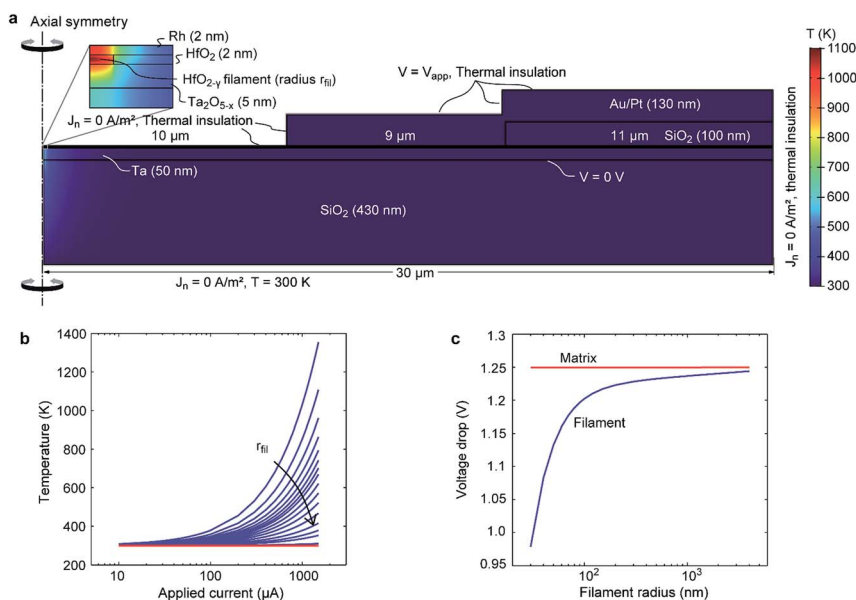 a
Axial symmetry
Rh (2 nm)
HfO₂ (2 nm)
HfO₂₋ᵧ filament (radius r_fil)
Ta₂O₅₋ₓ (5 nm)
Jₙ = 0 A/m², Thermal insulation
V = V_app, Thermal insulation
Au/Pt (130 nm)
10 µm
9 µm
11 µm
SiO₂ (100 nm)
Ta (50 nm)
V = 0 V
SiO₂ (430 nm)
30 µm
Jₙ = 0 A/m², T = 300 K
Jₙ = 0 A/m², thermal insulation
T (K)
1100
1000
900
800
700
600
500
400
300
b
1400
1200
1000
800
600
400
200
Temperature (K)
r_fil
10
100
1000
Applied current (µA)
c
1.30
1.25
1.2
1.15
1.1
1.05
1.0
0.95
Voltage drop (V)
Matrix
Filament
10²
10³
Filament radius (nm)